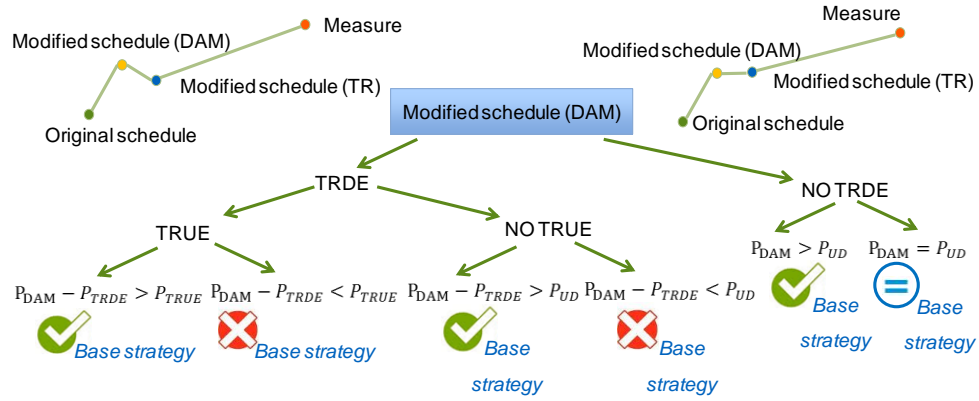 Measure
Modified schedule (DAM)
Modified schedule (TR)
Original schedule
Measure
Modified schedule (DAM)
Modified schedule (TR)
Original schedule
Modified schedule (DAM)
TRDE
NO TRDE
TRUE
NO TRUE
P_DAM > P_UD
P_DAM = P_UD
P_DAM − P_TRDE > P_TRUE
P_DAM − P_TRDE < P_TRUE
P_DAM − P_TRDE > P_UD
P_DAM − P_TRDE < P_UD
Base strategy
Base strategy
Base
strategy
Base
strategy
Base
strategy
Base
strategy